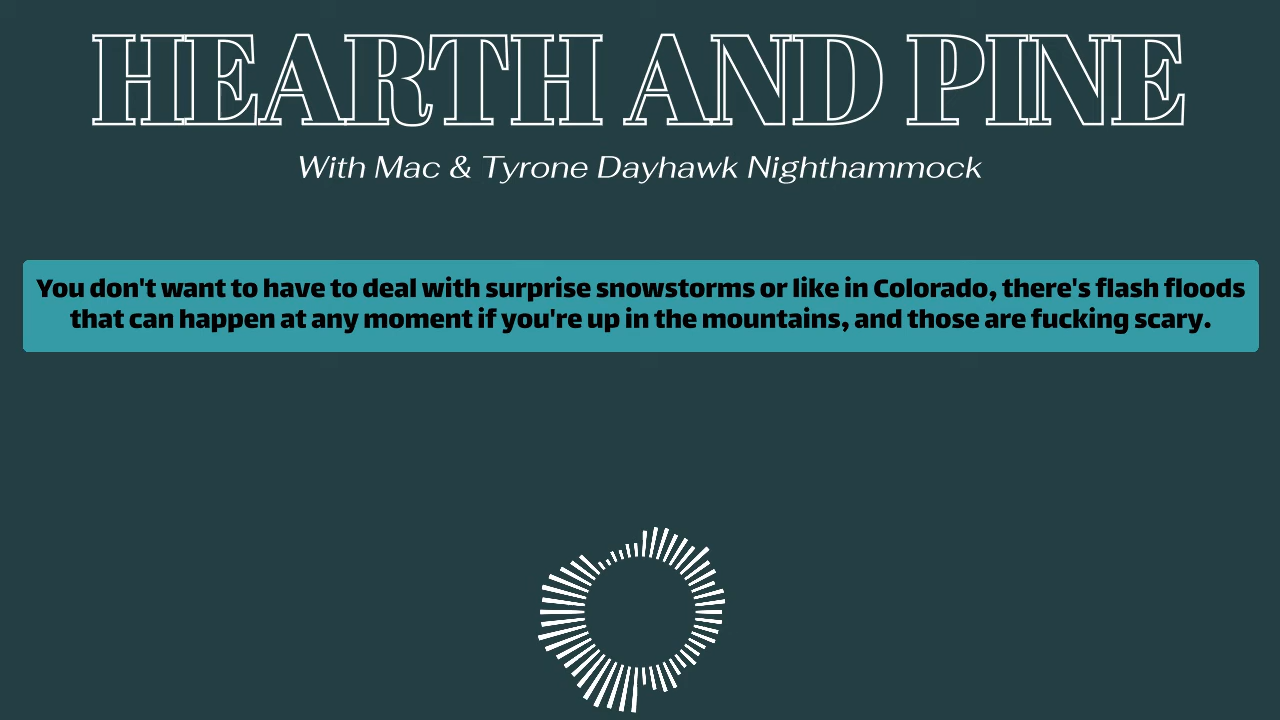 HEARTH AND PINE
With Mac & Tyrone Dayhawk Nighthammock
You don't want to have to deal with surprise snowstorms or like in Colorado, there's flash floods
that can happen at any moment if you're up in the mountains, and those are fucking scary.